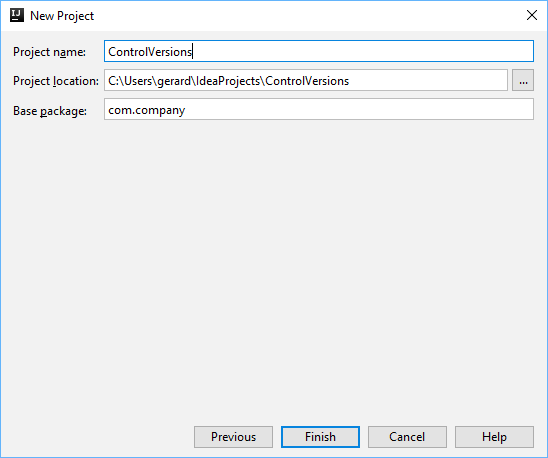 IJ New Project
Project name: ControlVersions
Project location: C:\Users\gerard\IdeaProjects\ControlVersions ...
Base package: com.company
Previous Finish Cancel Help